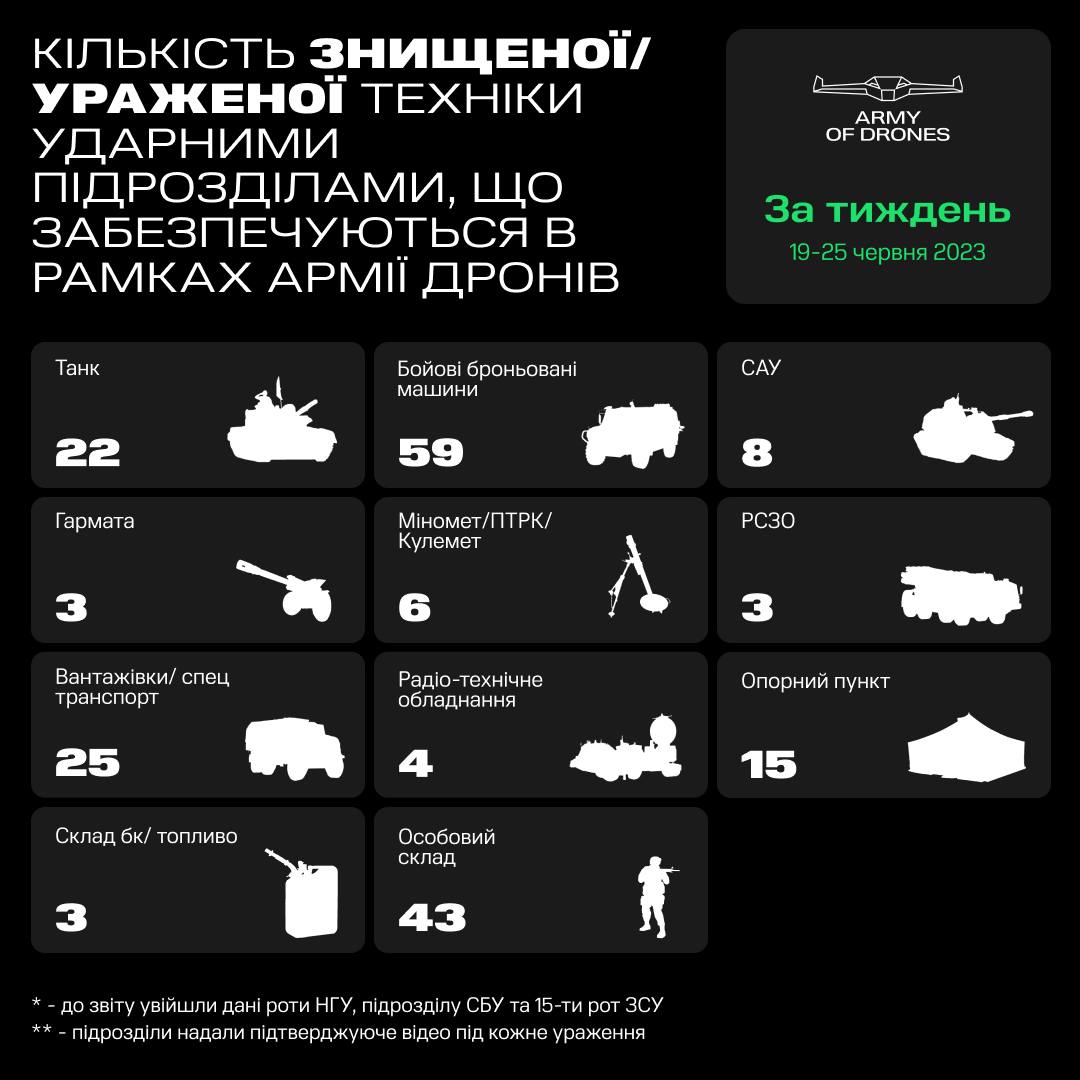 КІЛЬКІСТЬ ЗНИЩЕНОЇ/
УРАЖЕНОЇ ТЕХНІКИ
УДАРНИМИ
ПІДРОЗДІЛАМИ, ЩО
ЗАБЕЗПЕЧУЮТЬСЯ В
РАМКАХ АРМІЇ ДРОНІВ
ARMY
OF DRONES
За тиждень
19-25 червня 2023
Танк
22
Бойові броньовані
машини
59
САУ
8
Гармата
3
Міномет/ПТРК/
Кулемет
6
РСЗО
3
Вантажівки/ спец
транспорт
25
Радіо-технічне
обладнання
4
Опорний пункт
15
Склад бк/ топливо
3
Особовий
склад
43
* - до звіту увійшли дані роти НГУ, підрозділу СБУ та 15-ти рот ЗСУ
** - підрозділи надали підтверджуюче відео під кожне ураження